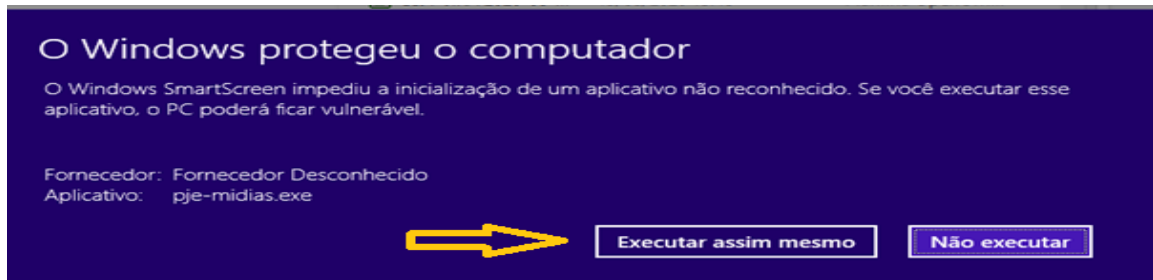 O Windows protegeu o computador
O Windows SmartScreen impediu a inicialização de um aplicativo não reconhecido. Se você executar esse
aplicativo, o PC poderá ficar vulnerável.
Fornecedor: Fornecedor Desconhecido
Aplicativo: pje-midias.exe
Executar assim mesmo Não executar